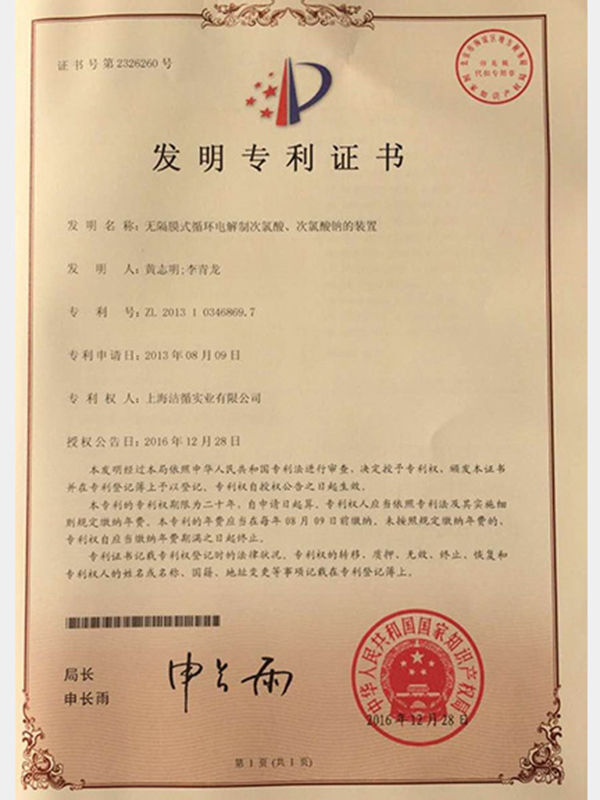 证书号第2326260号
发明专利证书
发明名称：无隔膜式循环电解制次氯酸、次氯酸钠的装置
发明人：黄志明;李青龙
专利号：ZL 2013 1 0346869.7
专利申请日：2013年08月09日
专利权人：上海洁循实业有限公司
授权公告日：2016年12月28日
本发明经过本局依照中华人民共和国专利法进行审查，决定授予专利权，颁发本证书
并在专利登记簿上予以登记。专利权自授权公告之日起生效。
本专利的专利权期限为二十年，自申请日起算。专利权人应当依照专利法及其实施细
则规定缴纳年费。本专利的年费应当在每年08月09日前缴纳。未按照规定缴纳年费的，
专利权自应当缴纳年费期满之日起终止。
专利证书记载专利权登记时的法律状况。专利权的转移、质押、无效、终止、恢复和
专利权人的姓名或名称、国籍、地址变更等事项记载在专利登记簿上。
局长
申长雨
申长雨
中华人民共和国国家知识产权局
2016年12月28日
第1页(共1页)